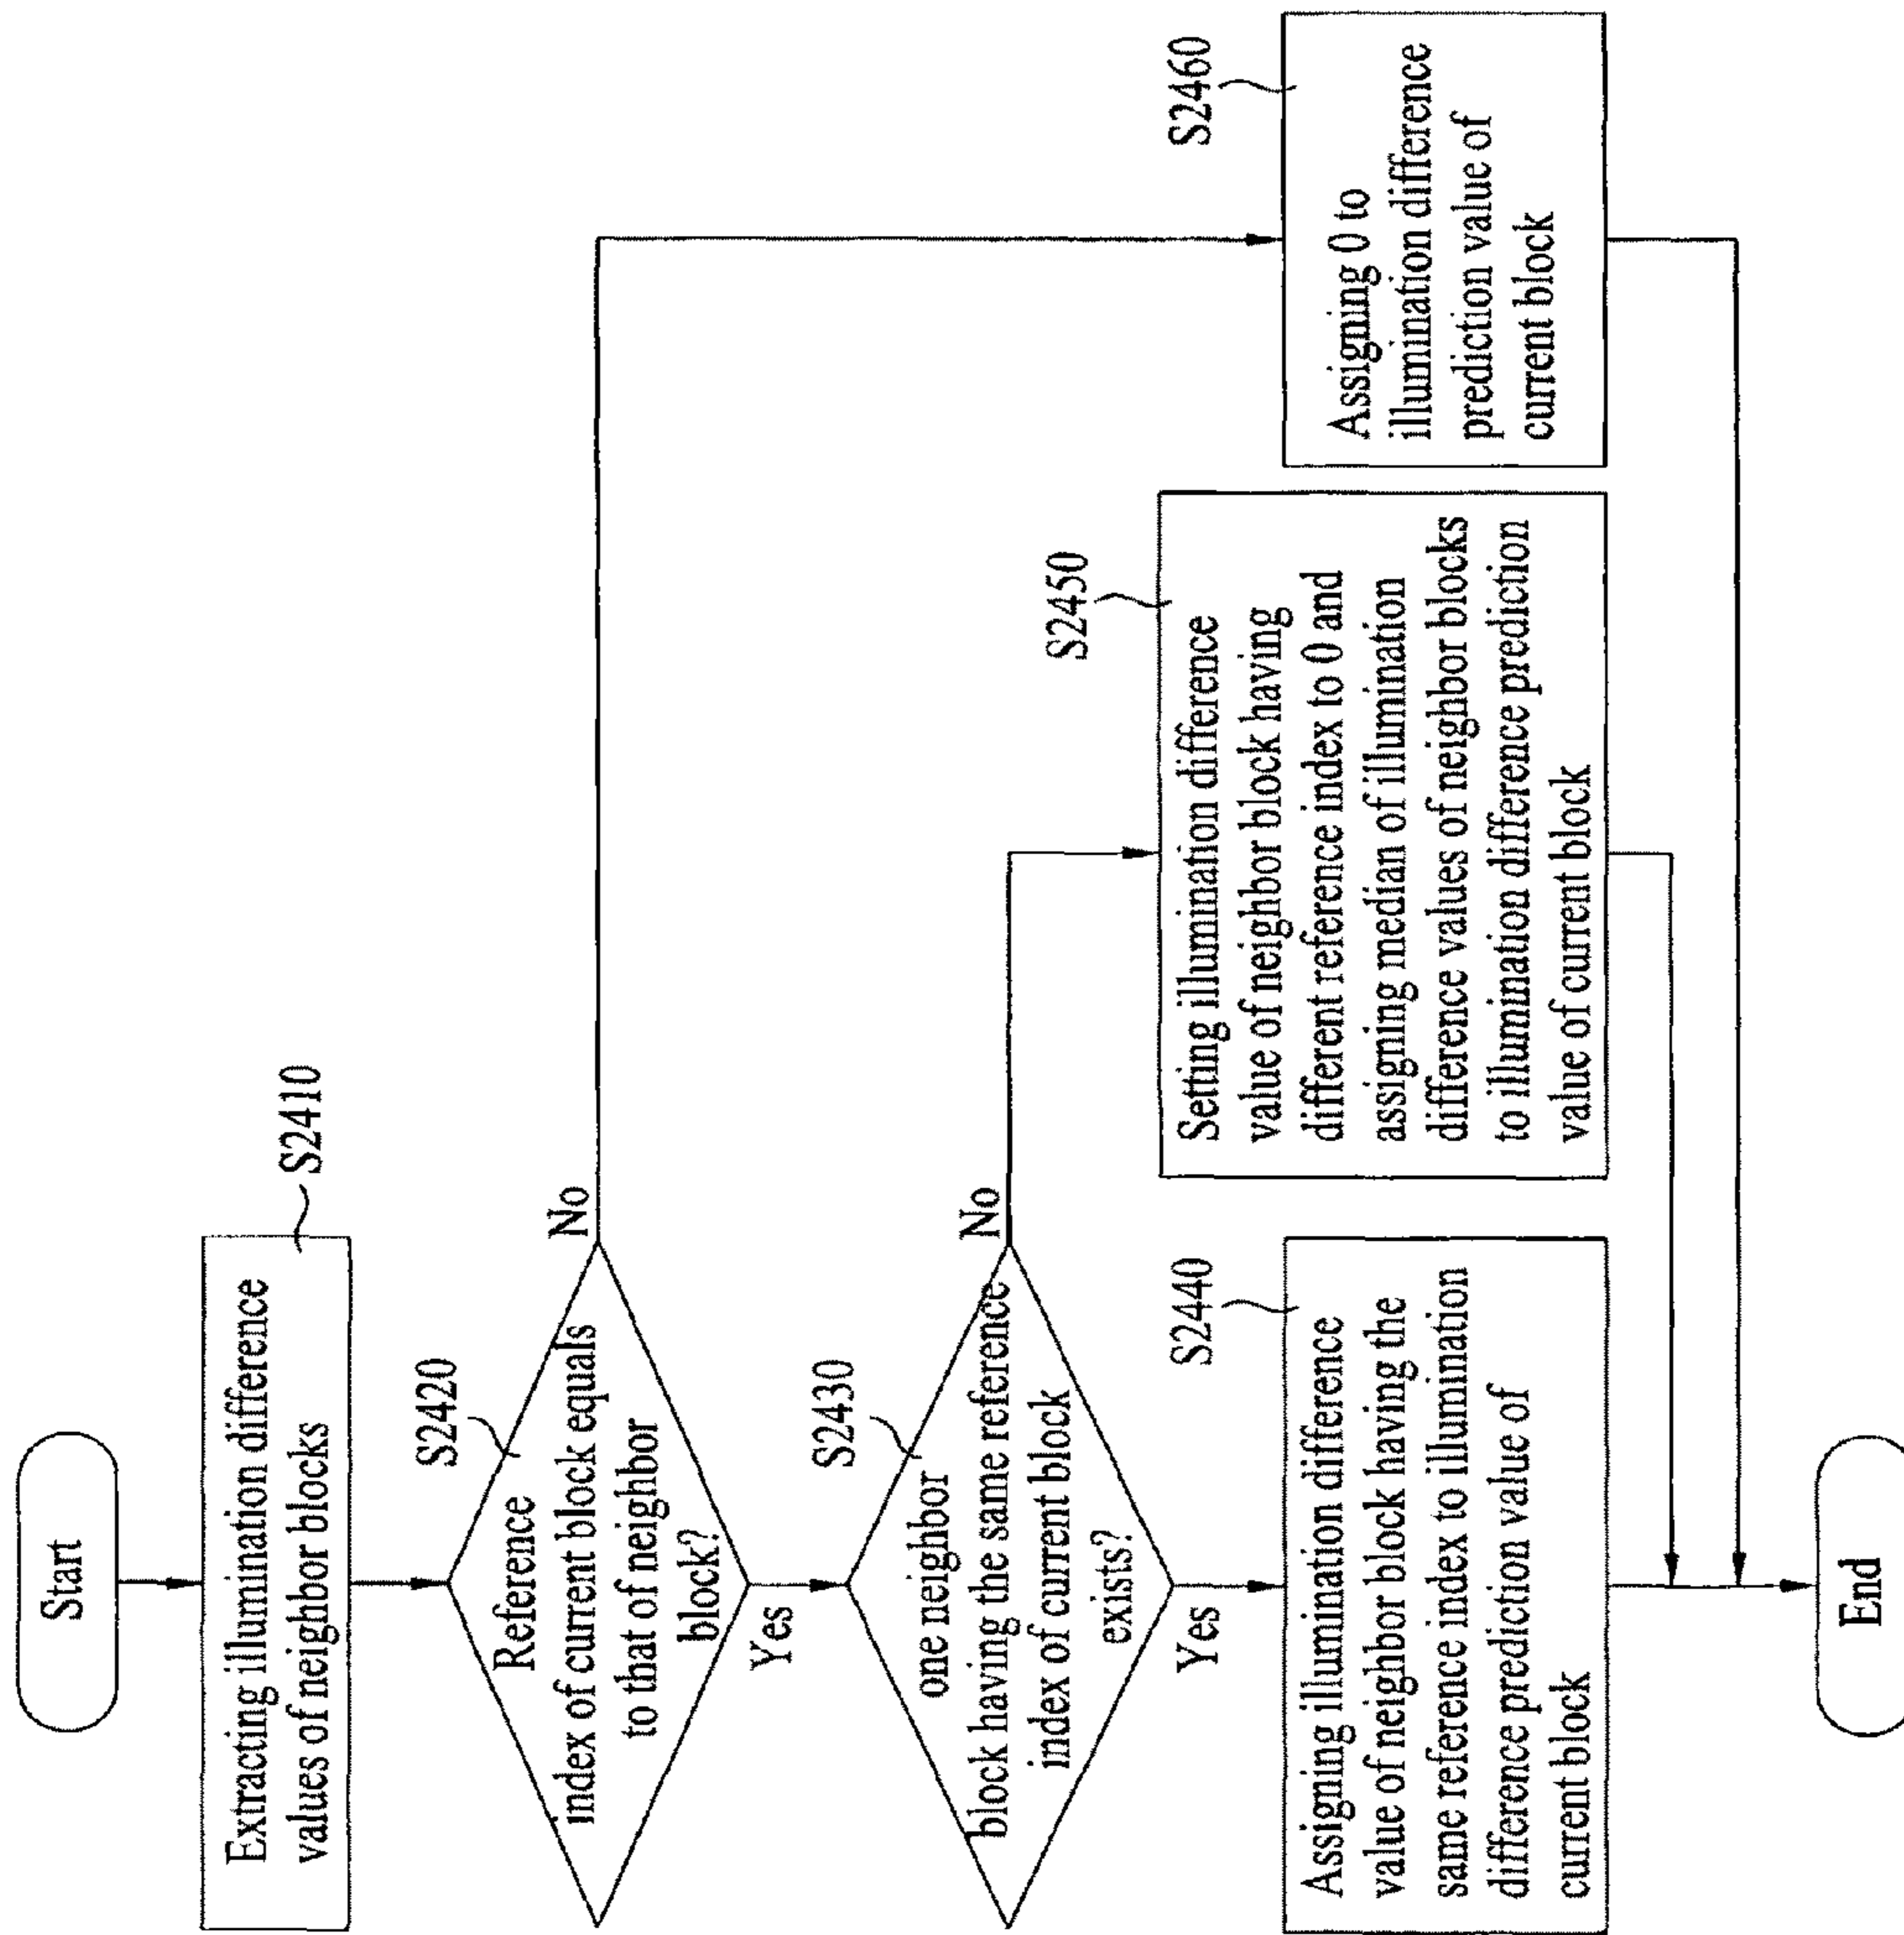 Start
Extracting illumination difference
values of neighbor blocks
S2410
S2420
Reference
index of current block equals
to that of neighbor
block?
No
Yes
S2430
one neighbor
block having the same reference
index of current block
exists?
No
Yes
S2440
Assigning illumination difference
value of neighbor block having the
same reference index to illumination
difference prediction value of
current block
S2450
Setting illumination difference
value of neighbor block having
different reference index to 0 and
assigning median of illumination
difference values of neighbor blocks
to illumination difference prediction
value of current block
S2460
Assigning 0 to
illumination difference
prediction value of
current block
End